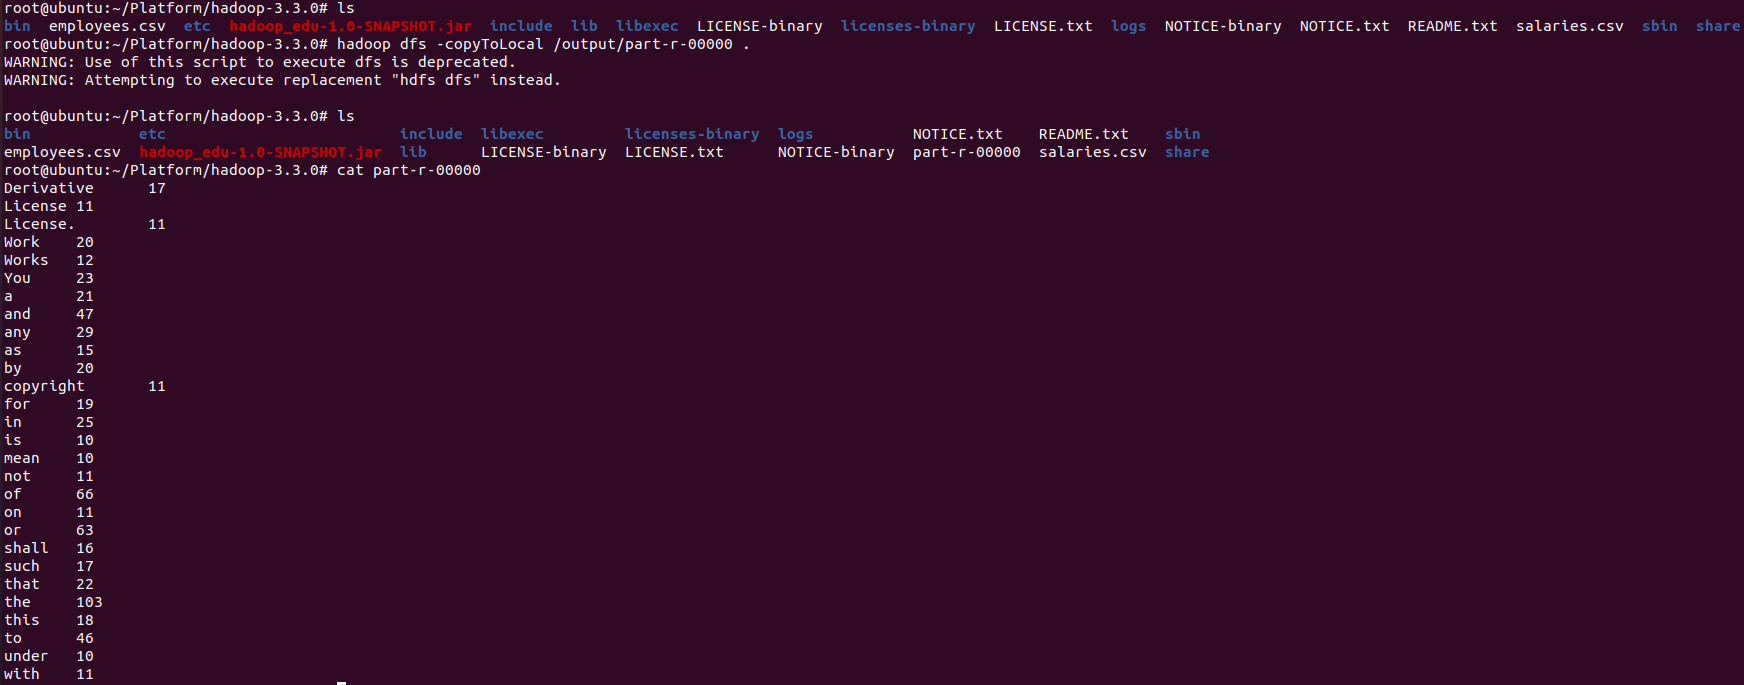 root@ubuntu:~/Platform/hadoop-3.3.0# ls
bin  employees.csv  etc  hadoop_edu-1.0-SNAPSHOT.jar  include  lib  libexec  LICENSE-binary  licenses-binary  LICENSE.txt  logs  NOTICE-binary  NOTICE.txt  README.txt  salaries.csv  sbin  share
root@ubuntu:~/Platform/hadoop-3.3.0# hadoop dfs -copyToLocal /output/part-r-00000 .
WARNING: Use of this script to execute dfs is deprecated.
WARNING: Attempting to execute replacement "hdfs dfs" instead.
root@ubuntu:~/Platform/hadoop-3.3.0# ls
bin            etc                          include  libexec         licenses-binary  logs           NOTICE.txt    README.txt    sbin
employees.csv  hadoop_edu-1.0-SNAPSHOT.jar  lib      LICENSE-binary  LICENSE.txt      NOTICE-binary  part-r-00000  salaries.csv  share
root@ubuntu:~/Platform/hadoop-3.3.0# cat part-r-00000
Derivative      17
License 11
License.        11
Work    20
Works   12
You     23
a       21
and     47
any     29
as      15
by      20
copyright       11
for     19
in      25
is      10
mean    10
not     11
of      66
on      11
or      63
shall   16
such    17
that    22
the     103
this    18
to      46
under   10
with    11